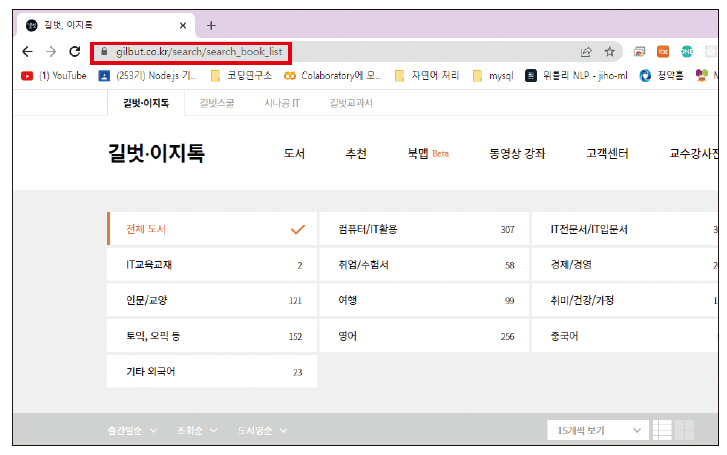 길벗, 이지톡
gilbut.co.kr/search/search_book_list
(1) YouTube (253기) Node.js 기... 코딩연구소 Colaboratory에 오... 자연어 처리 mysql 위클리 NLP - jiho-ml 청약홈
길벗·이지톡 길벗스쿨 시나공 IT 길벗교과서
길벗·이지톡 도서 추천 북맵 Beta 동영상 강좌 고객센터 교수강사전
전체 도서 컴퓨터/IT활용 307 IT전문서/IT입문서
IT교육교재 2 취업/수험서 58 경제/경영
인문/교양 121 여행 99 취미/건강/가정
토익, 오픽 등 152 영어 256 중국어
기타 외국어 23
출간일순 조회순 도서명순 15개씩 보기